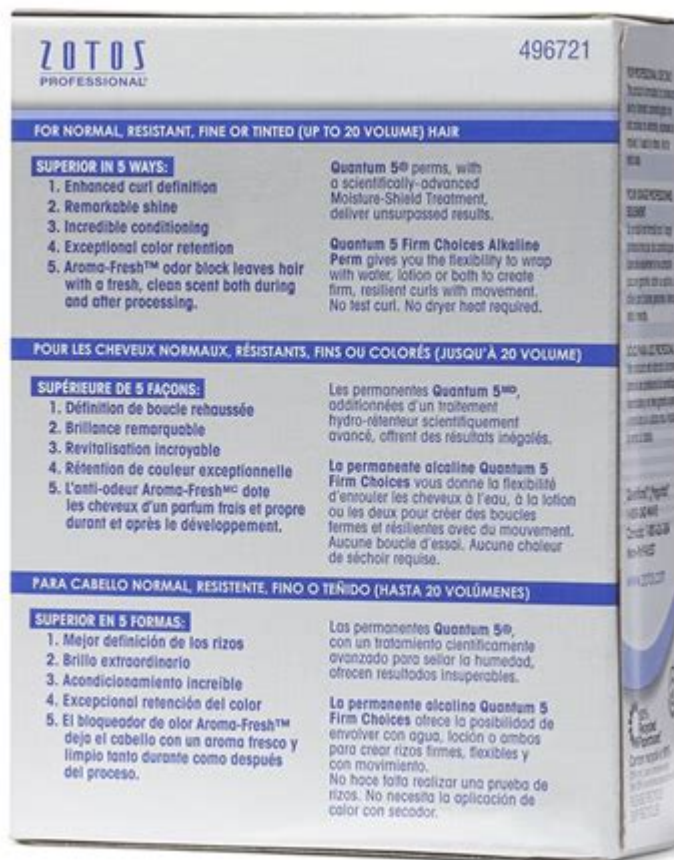 ZOTOS
PROFESSIONAL
496721
FOR NORMAL, RESISTANT, FINE OR TINTED (UP TO 20 VOLUME) HAIR
SUPERIOR IN 5 WAYS:
1. Enhanced curl definition
2. Remarkable shine
3. Incredible conditioning
4. Exceptional color retention
5. Aroma-Fresh™ odor block leaves hair
with a fresh, clean scent both during
and after processing.
Quantum 5® perms, with
a scientifically-advanced
Moisture-Shield Treatment,
deliver unsurpassed results.
Quantum 5 Firm Choices Alkaline
Perm gives you the flexibility to wrap
with water, lotion or both to create
firm, resilient curls with movement.
No test curl. No dryer heat required.
POUR LES CHEVEUX NORMAUX, RÉSISTANTS, FINS OU COLORÉS (JUSQU'À 20 VOLUME)
SUPÉRIEURE DE 5 FAÇONS:
1. Définition de boucle rehaussée
2. Brillance remarquable
3. Revitalisation incroyable
4. Rétention de couleur exceptionnelle
5. L'anti-odeur Aroma-Fresh MC dote
les cheveux d'un parfum frais et propre
durant et après le développement.
Les permanentes Quantum 5 MD,
additionnées d'un traitement
hydro-rétenteur scientifiquement
avancé, offrent des résultats inégalés.
La permanente alcaline Quantum 5
Firm Choices vous donne la flexibilité
d'enrouler les cheveux à l'eau, à la lotion
ou les deux pour créer des boucles
fermes et résilientes avec du mouvement.
Aucune boucle d'essai. Aucune chaleur
de séchoir requise.
PARA CABELLO NORMAL, RESISTENTE, FINO O TEÑIDO (HASTA 20 VOLÚMENES)
SUPERIOR EN 5 FORMAS:
1. Mejor definición de los rizos
2. Brillo extraordinario
3. Acondicionamiento increíble
4. Excepcional retención del color
5. El bloqueador de olor Aroma-Fresh™
deja el cabello con un aroma fresco y
limpio tanto durante como después
del proceso.
Las permanentes Quantum 5®,
con un tratamiento científicamente
avanzado para sellar la humedad,
ofrecen resultados insuperables.
La permanente alcalina Quantum 5
Firm Choices ofrece la posibilidad de
envolver con agua, loción o ambos
para crear rizos firmes, flexibles y
con movimiento.
No hace falta realizar una prueba de
rizos. No necesita la aplicación de
calor con secador.
www.zotos.com